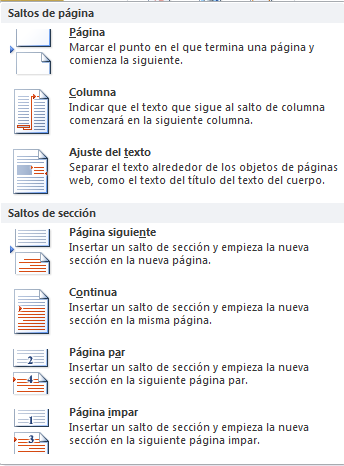 Saltos de página
Página
Marcar el punto en el que termina una página y
comienza la siguiente.
Columna
Indicar que el texto que sigue al salto de columna
comenzará en la siguiente columna.
Ajuste del texto
Separar el texto alrededor de los objetos de páginas
web, como el texto del título del texto del cuerpo.
Saltos de sección
Página siguiente
Insertar un salto de sección y empieza la nueva
sección en la nueva página.
Continua
Insertar un salto de sección y empieza la nueva
sección en la misma página.
Página par
2
Insertar un salto de sección y empieza la nueva
4
sección en la siguiente página par.
Página impar
1
Insertar un salto de sección y empieza la nueva
3
sección en la siguiente página impar.